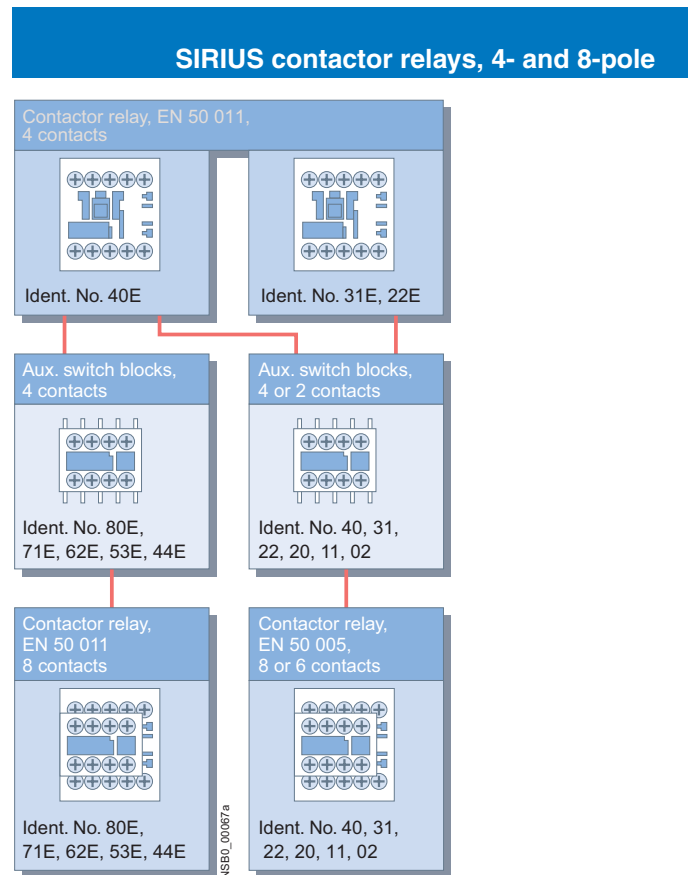 SIRIUS contactor relays, 4- and 8-pole
Contactor relay, EN 50 011,
4 contacts
Ident. No. 40E
Ident. No. 31E, 22E
Aux. switch blocks,
4 contacts
Ident. No. 80E,
71E, 62E, 53E, 44E
Aux. switch blocks,
4 or 2 contacts
Ident. No. 40, 31,
22, 20, 11, 02
Contactor relay,
EN 50 011
8 contacts
Ident. No. 80E,
71E, 62E, 53E, 44E
Contactor relay,
EN 50 005,
8 or 6 contacts
Ident. No. 40, 31,
22, 20, 11, 02
NSB0_00067a